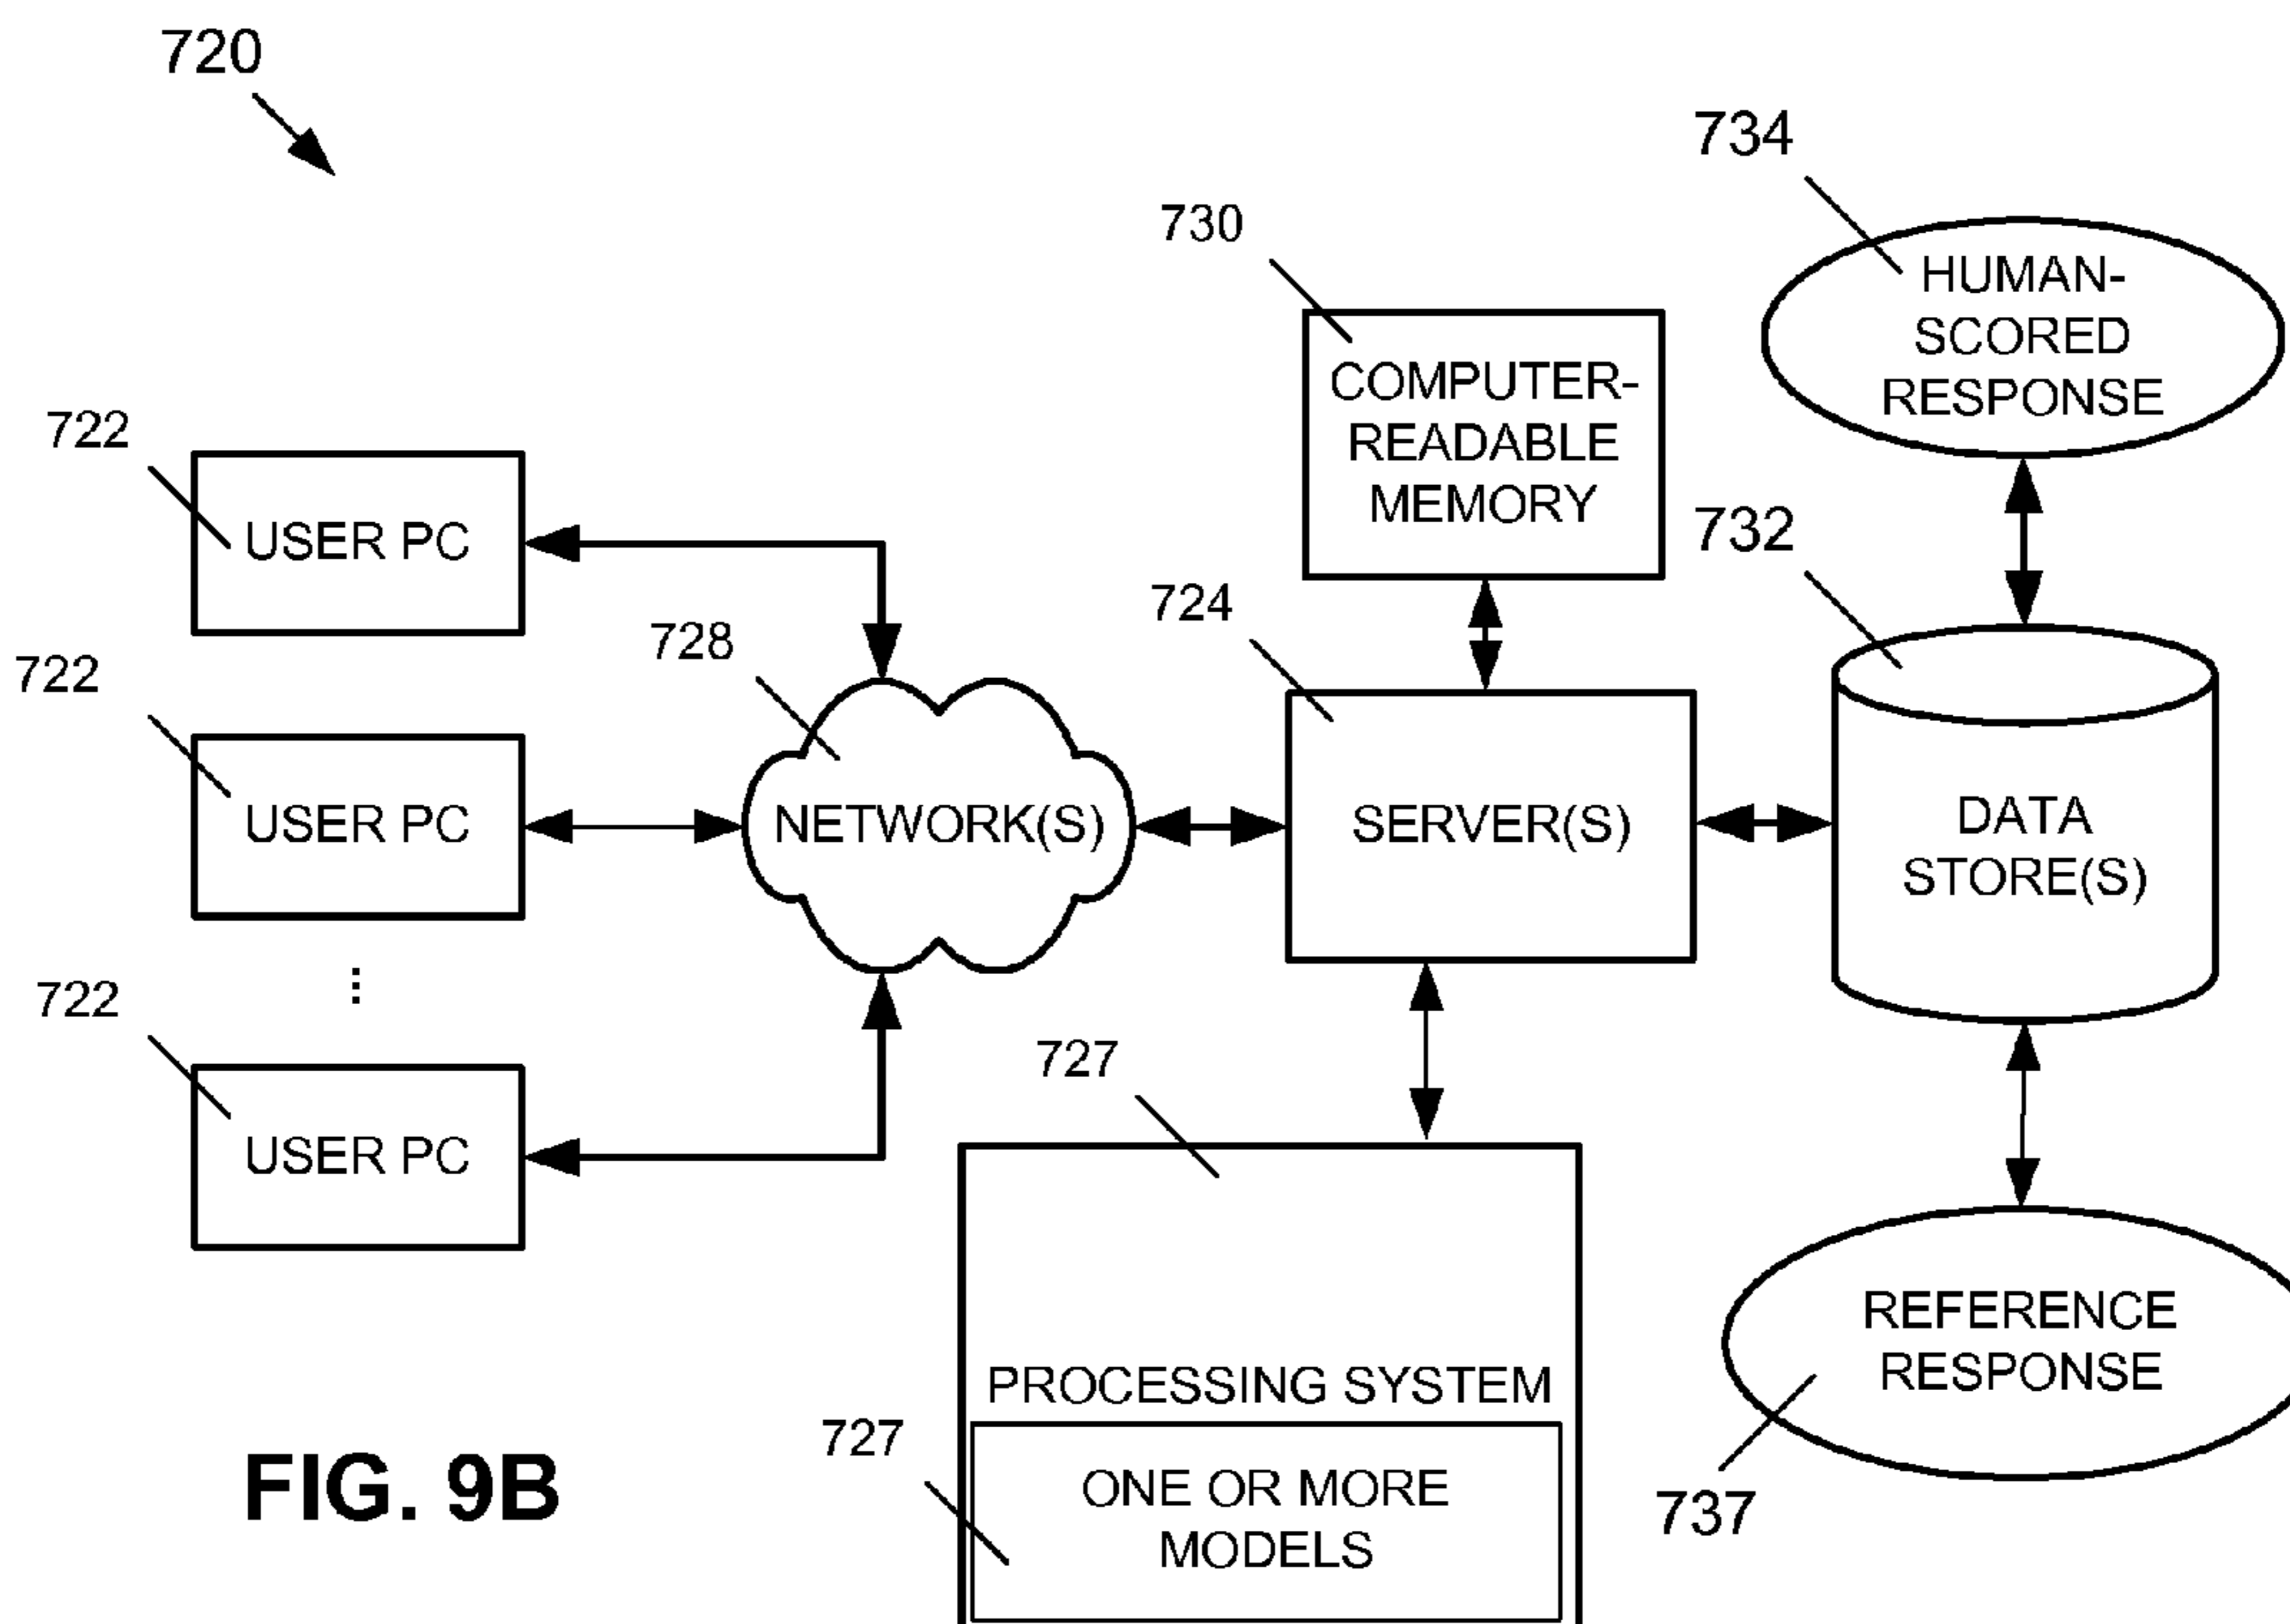 720
734
730
HUMAN-
SCORED
RESPONSE
COMPUTER-
READABLE
MEMORY
722
USER PC
732
724
728
722
USER PC
NETWORK(S)
SERVER(S)
DATA
STORE(S)
722
⋮
727
USER PC
REFERENCE
RESPONSE
PROCESSING SYSTEM
727
ONE OR MORE
MODELS
737
FIG. 9B